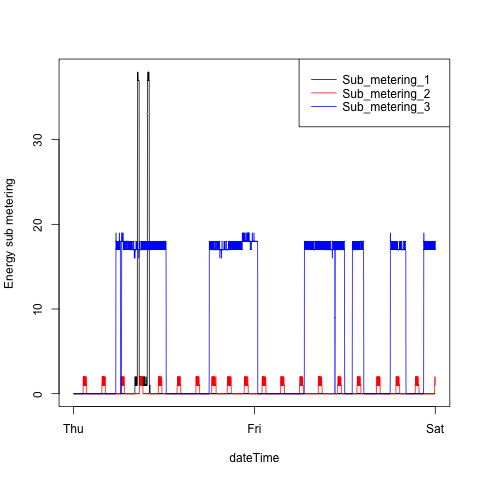 Sub_metering_1
Sub_metering_2
Sub_metering_3
Energy sub metering
30
20
10
0
Thu
Fri
Sat
dateTime